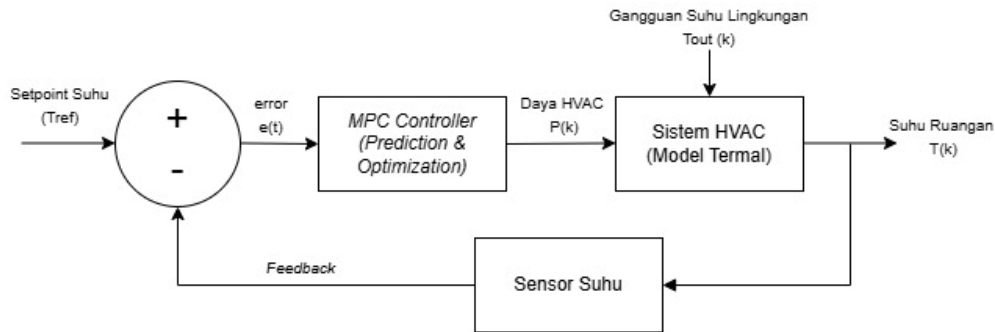 Gangguan Suhu Lingkungan
Tout (k)
Setpoint Suhu
(Tref)
+
-
error
e(t)
MPC Controller
(Prediction &
Optimization)
Daya HVAC
P(k)
Sistem HVAC
(Model Termal)
Suhu Ruangan
T(k)
Feedback
Sensor Suhu